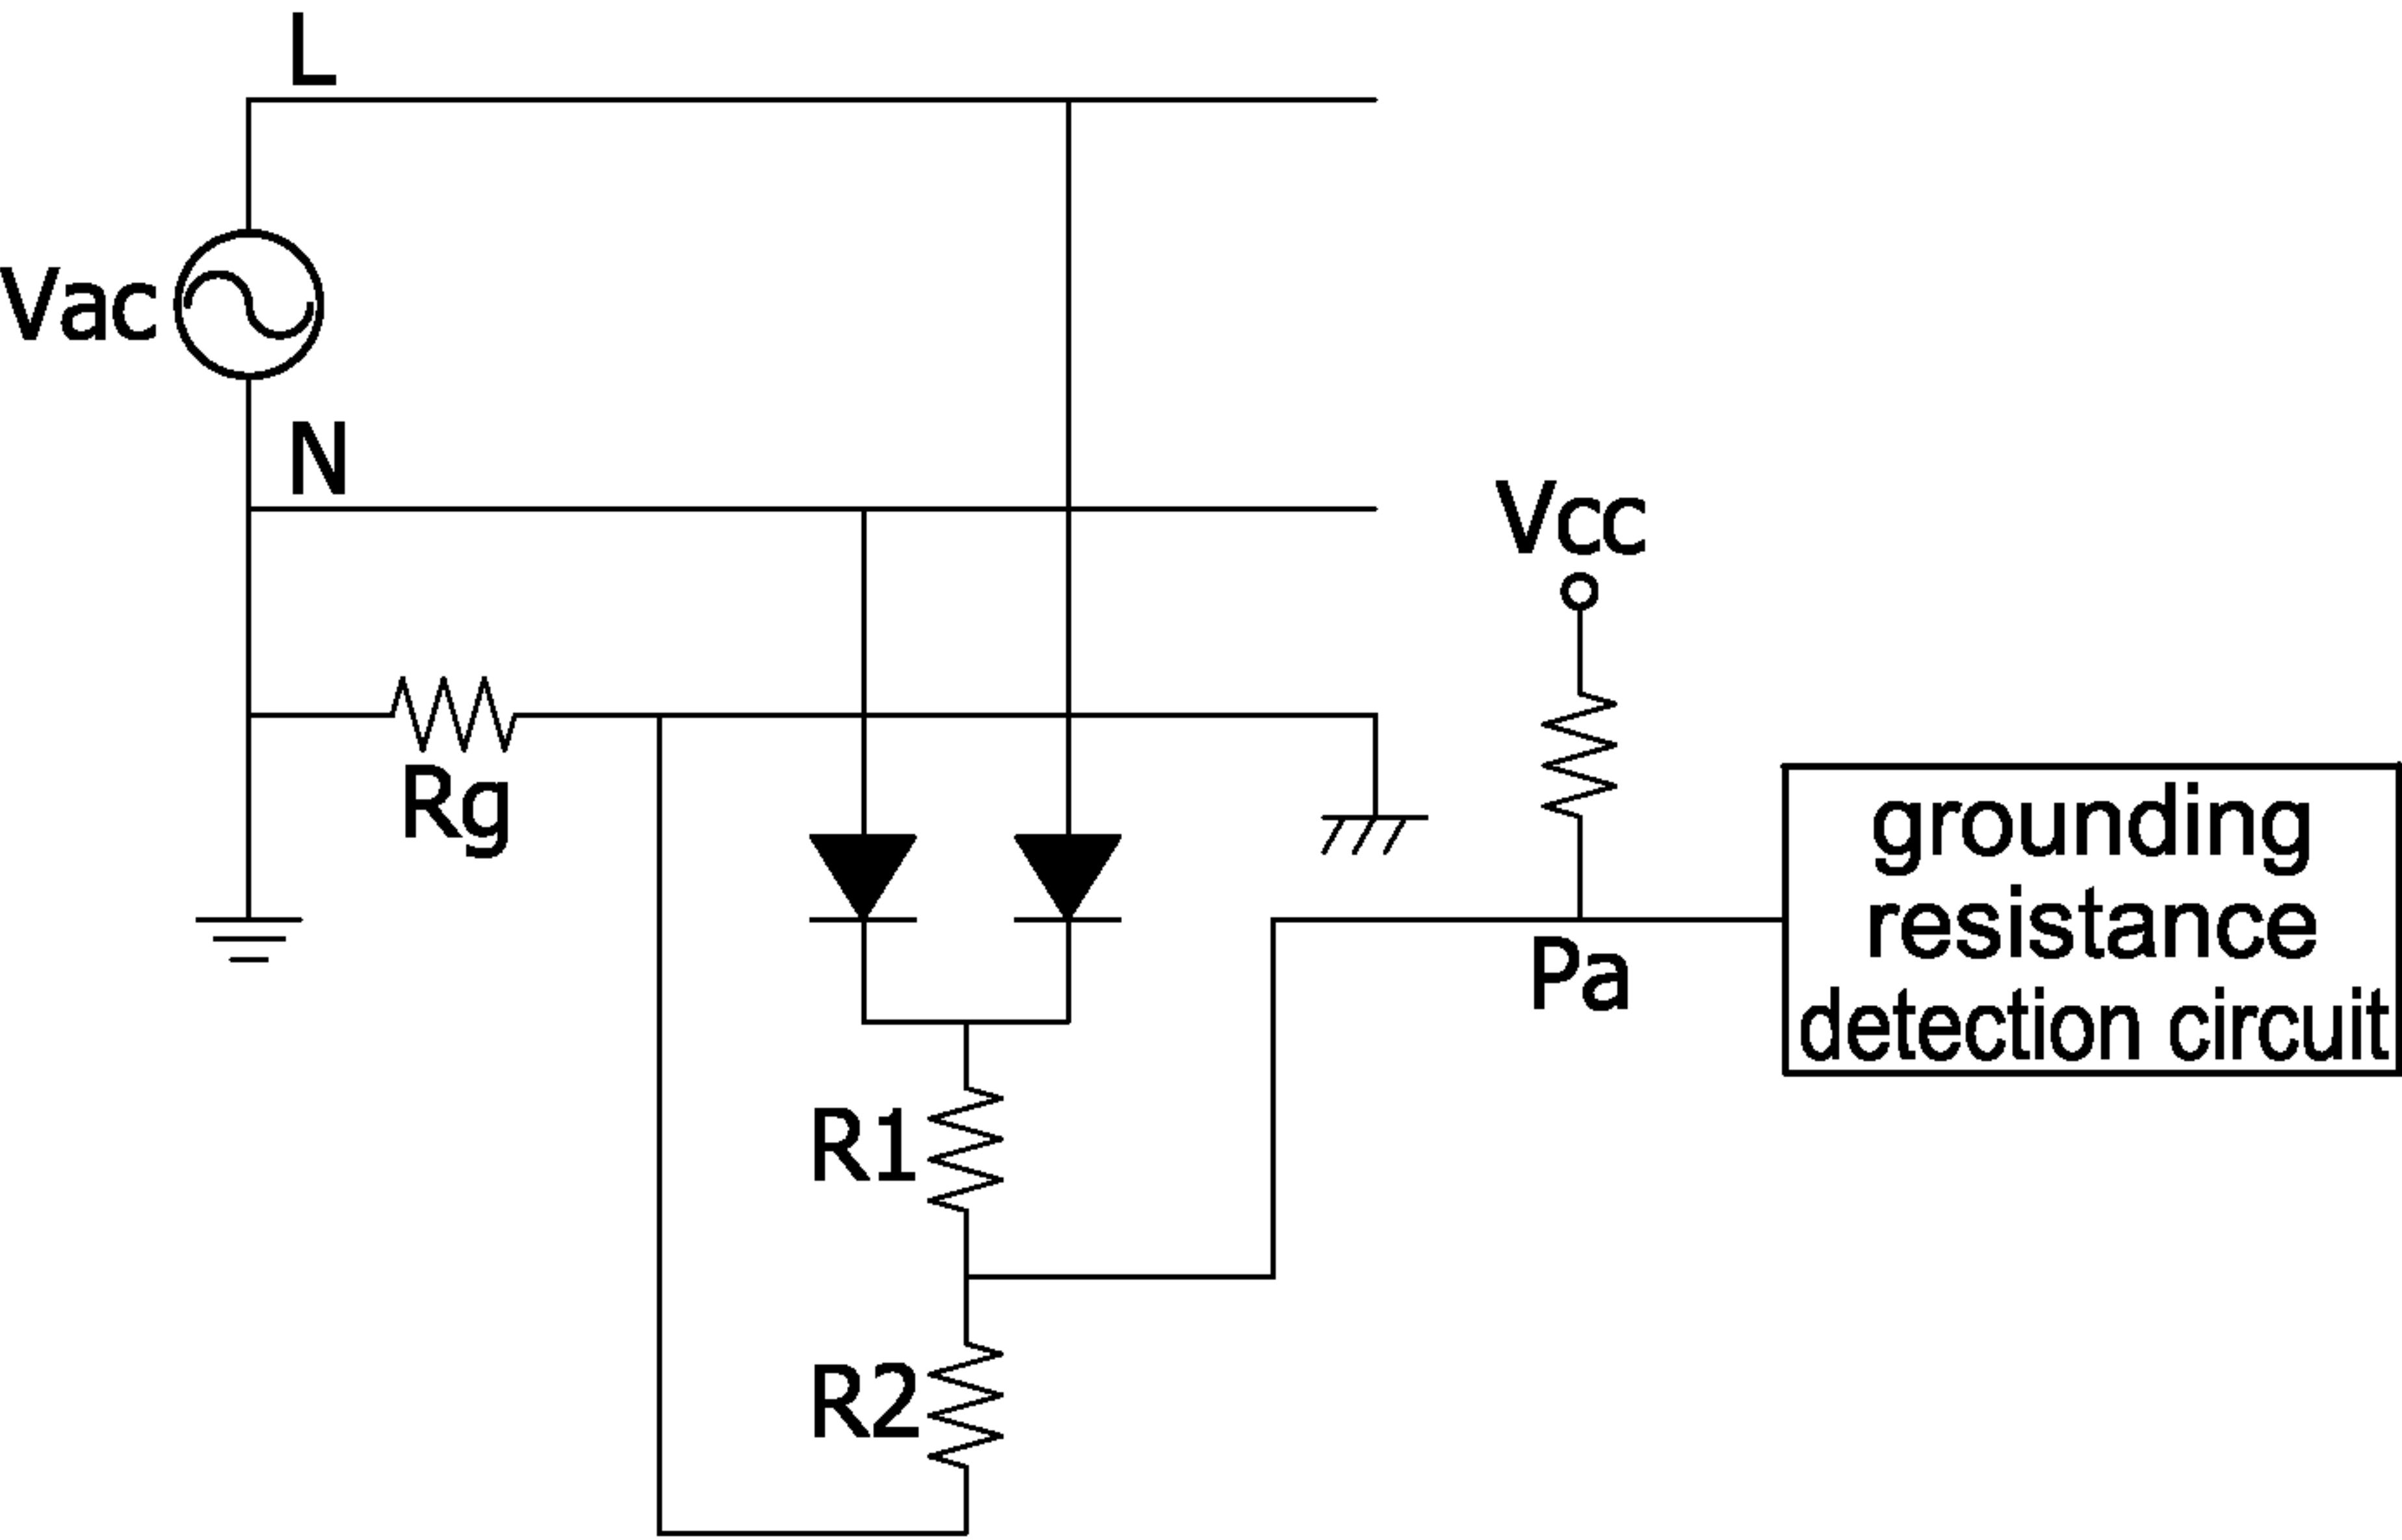 L
Vac
N
Vcc
Rg
grounding
resistance
detection circuit
Pa
R1
R2